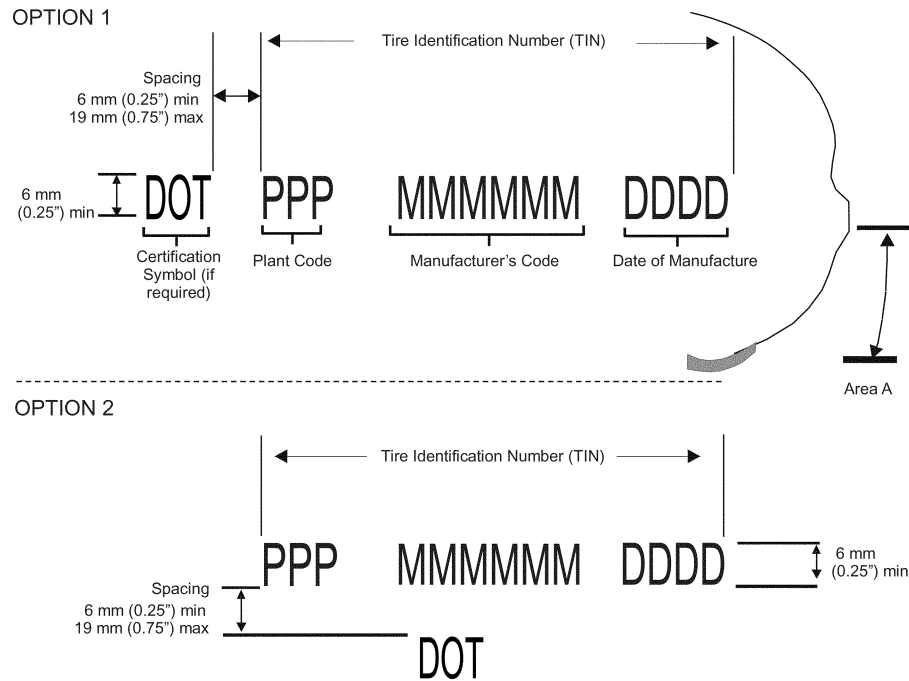 OPTION 1
Tire Identification Number (TIN)
Spacing
6 mm (0.25”) min
19 mm (0.75”) max
6 mm
(0.25”) min
DOT PPP MMMMMM DDDD
Certification
Symbol (if
required)
Plant Code
Manufacturer’s Code
Date of Manufacture
Area A
OPTION 2
Tire Identification Number (TIN)
PPP MMMMMM DDDD
6 mm
(0.25”) min
Spacing
6 mm (0.25”) min
19 mm (0.75”) max
DOT